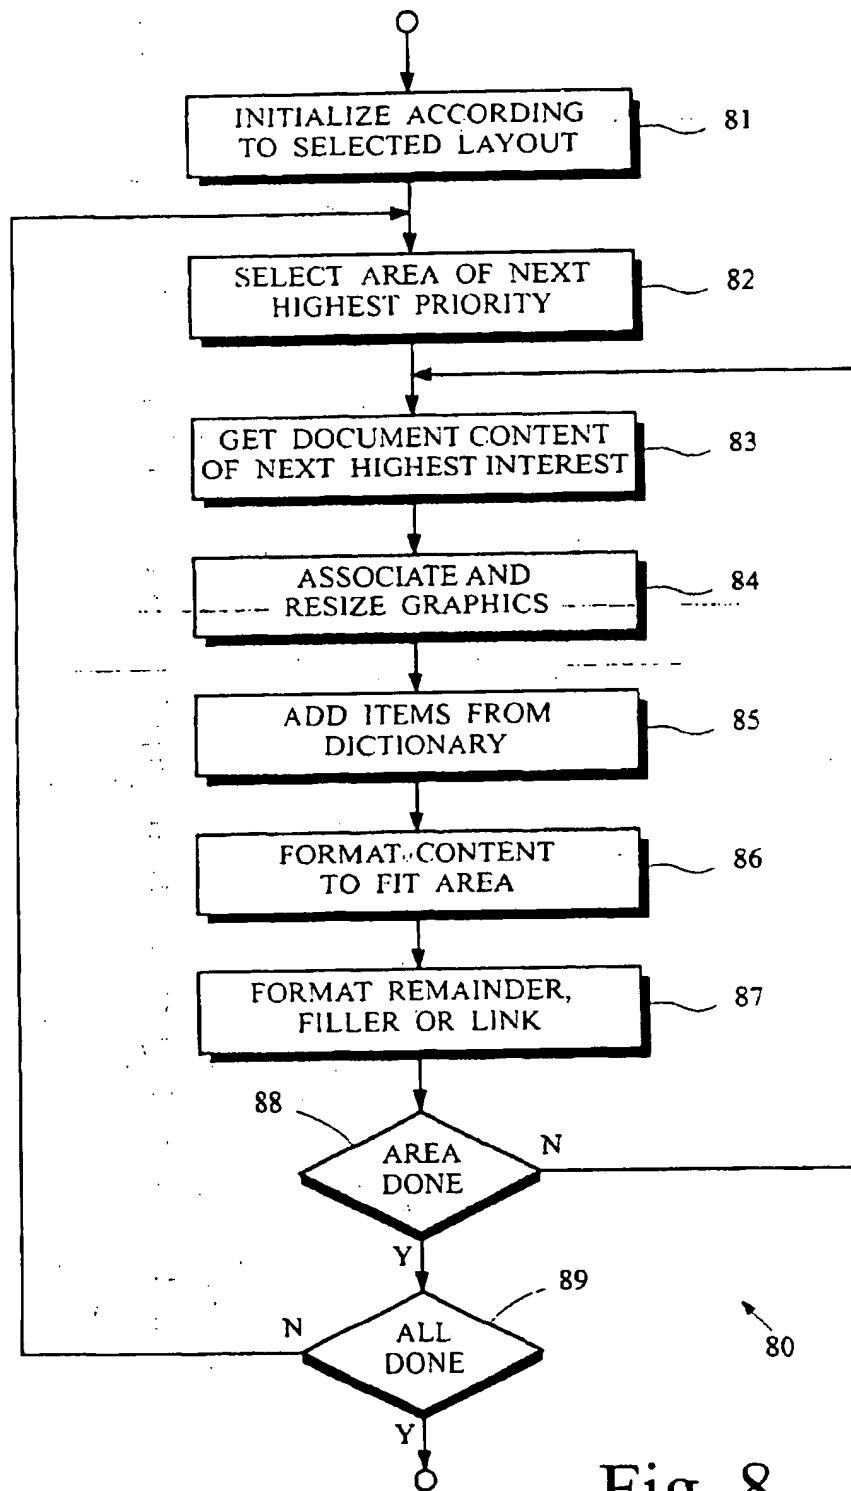 INITIALIZE ACCORDING
TO SELECTED LAYOUT
81
SELECT AREA OF NEXT
HIGHEST PRIORITY
82
GET DOCUMENT CONTENT
OF NEXT HIGHEST INTEREST
83
ASSOCIATE AND
RESIZE GRAPHICS
84
ADD ITEMS FROM
DICTIONARY
85
FORMAT CONTENT
TO FIT AREA
86
FORMAT REMAINDER,
FILLER OR LINK
87
88
AREA
DONE
N
Y
89
ALL
DONE
N
Y
80
Fig. 8